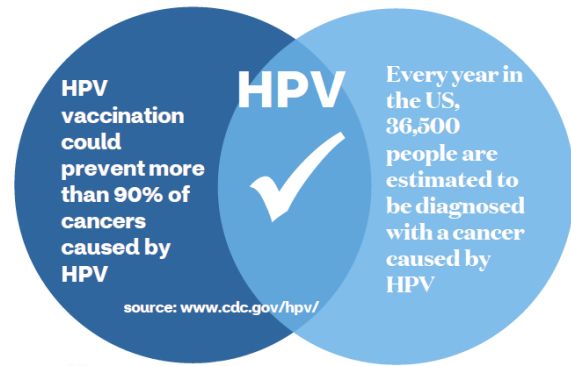 HPV
vaccination
could
prevent more
than 90% of
cancers
caused by
HPV
HPV
Every year in
the US,
36,500
people are
estimated to
be diagnosed
with a cancer
caused by
HPV
source: www.cdc.gov/hpv/